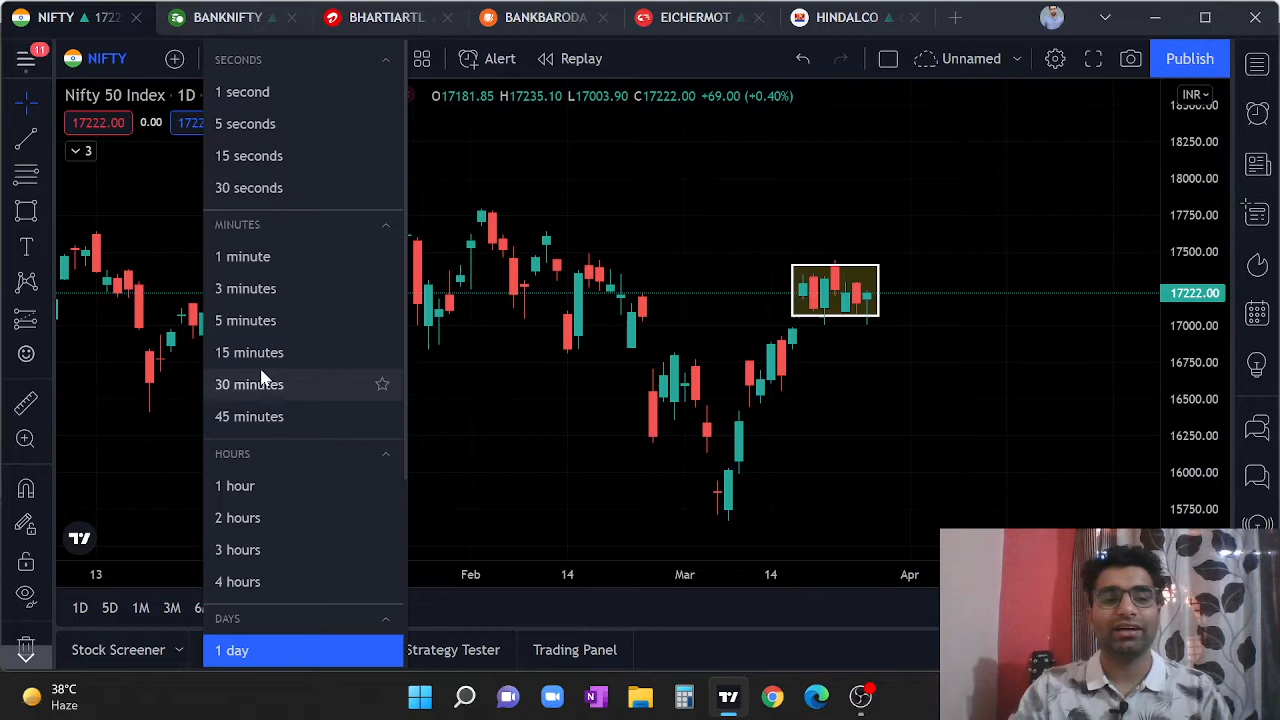 NIFTY ▲ 1722
BANKNIFTY ▲
BHARTIARTL
BANKBARODA
EICHERMOT ▲
HINDALCO ▲
11
NIFTY
Alert
Replay
Unnamed
Publish
Nifty 50 Index · 1D
O17181.85 H17235.10 L17003.90 C17222.00 +69.00 (+0.40%)
INR
17222.00
0.00
1722
3
SECONDS
1 second
5 seconds
15 seconds
30 seconds
MINUTES
1 minute
3 minutes
5 minutes
15 minutes
30 minutes
45 minutes
HOURS
1 hour
2 hours
3 hours
4 hours
DAYS
1 day
18500.00
18250.00
18000.00
17750.00
17500.00
17222.00
17000.00
16750.00
16500.00
16250.00
16000.00
15750.00
13
Feb
14
Mar
14
Apr
1D
5D
1M
3M
Stock Screener
Strategy Tester
Trading Panel
38°C
Haze